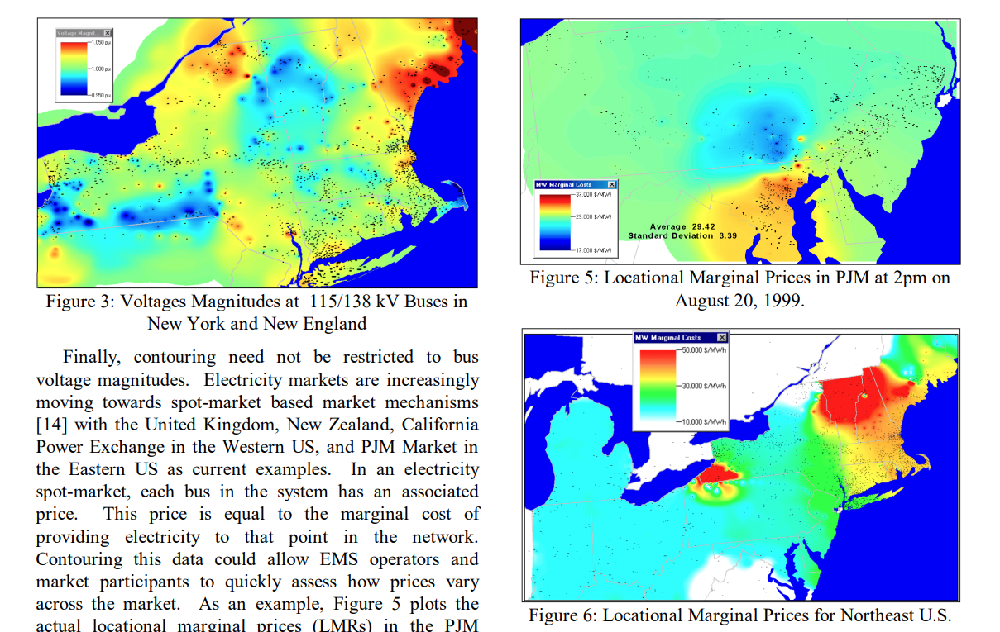 Voltage Magnit
1.050 pu
1.000 pu
0.950 pu
Figure 3: Voltages Magnitudes at 115/138 kV Buses in
New York and New England
Finally, contouring need not be restricted to bus
voltage magnitudes. Electricity markets are increasingly
moving towards spot-market based market mechanisms
[14] with the United Kingdom, New Zealand, California
Power Exchange in the Western US, and PJM Market in
the Eastern US as current examples. In an electricity
spot-market, each bus in the system has an associated
price. This price is equal to the marginal cost of
providing electricity to that point in the network.
Contouring this data could allow EMS operators and
market participants to quickly assess how prices vary
across the market. As an example, Figure 5 plots the
actual locational marginal prices (LMRs) in the PJM
MW Marginal Costs
37.000 $/MWh
29.000 $/MWh
17.000 $/MWh
Average 29.42
Standard Deviation 3.39
Figure 5: Locational Marginal Prices in PJM at 2pm on
August 20, 1999.
MW Marginal Costs
50.000 $/MWh
30.000 $/MWh
10.000 $/MWh
Figure 6: Locational Marginal Prices for Northeast U.S.